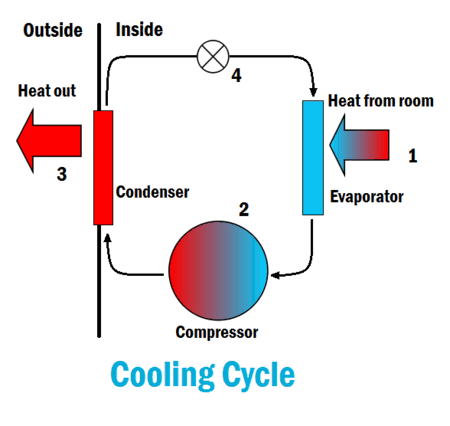 Outside
Inside
Heat out
4
Heat from room
1
3
Condenser
Evaporator
2
Compressor
Cooling Cycle